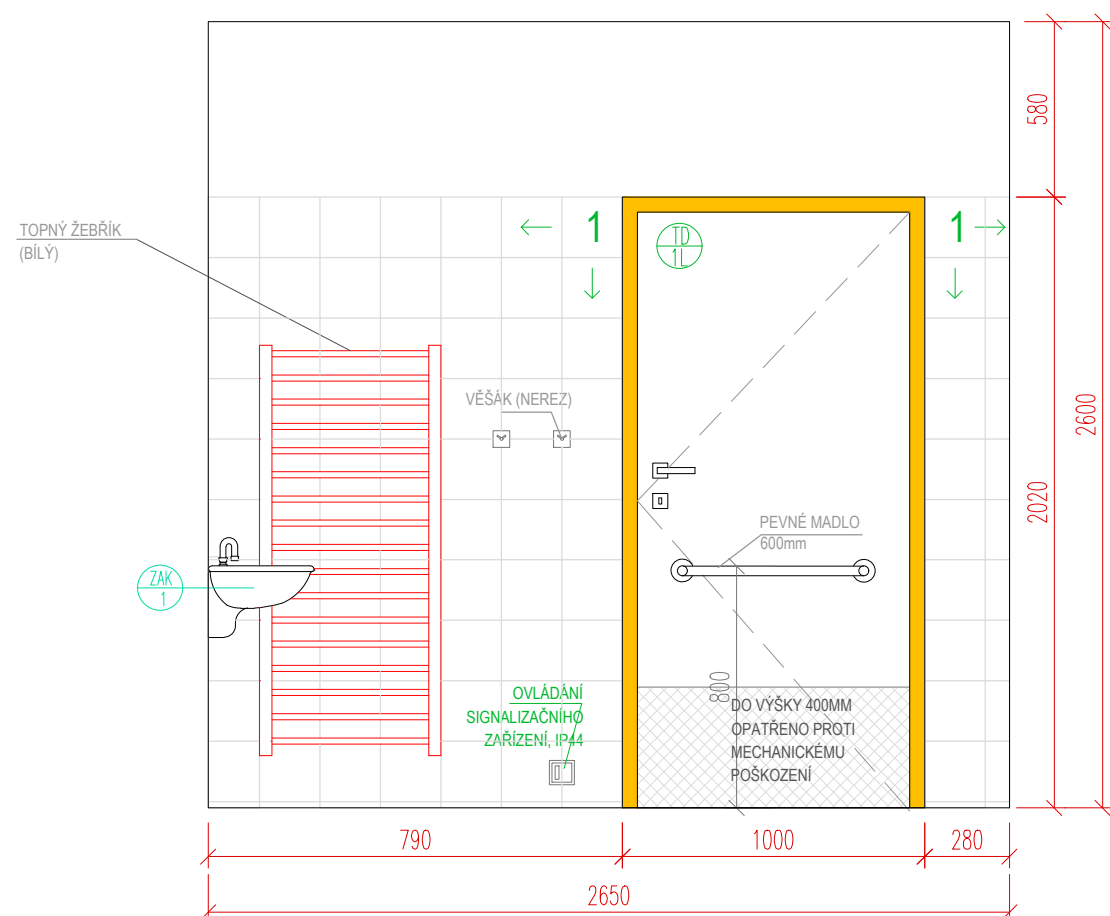 580
TOPNÝ ŽEBŘÍK
(BÍLÝ)
1
TD
1L
1
2600
VĚŠÁK (NEREZ)
2020
PEVNÉ MADLO
600mm
ZAK
1
800
OVLÁDÁNÍ
SIGNALIZAČNÍHO
ZAŘÍZENÍ, IP44
DO VÝŠKY 400MM
OPATŘENO PROTI
MECHANICKÉMU
POŠKOZENÍ
790
1000
280
2650